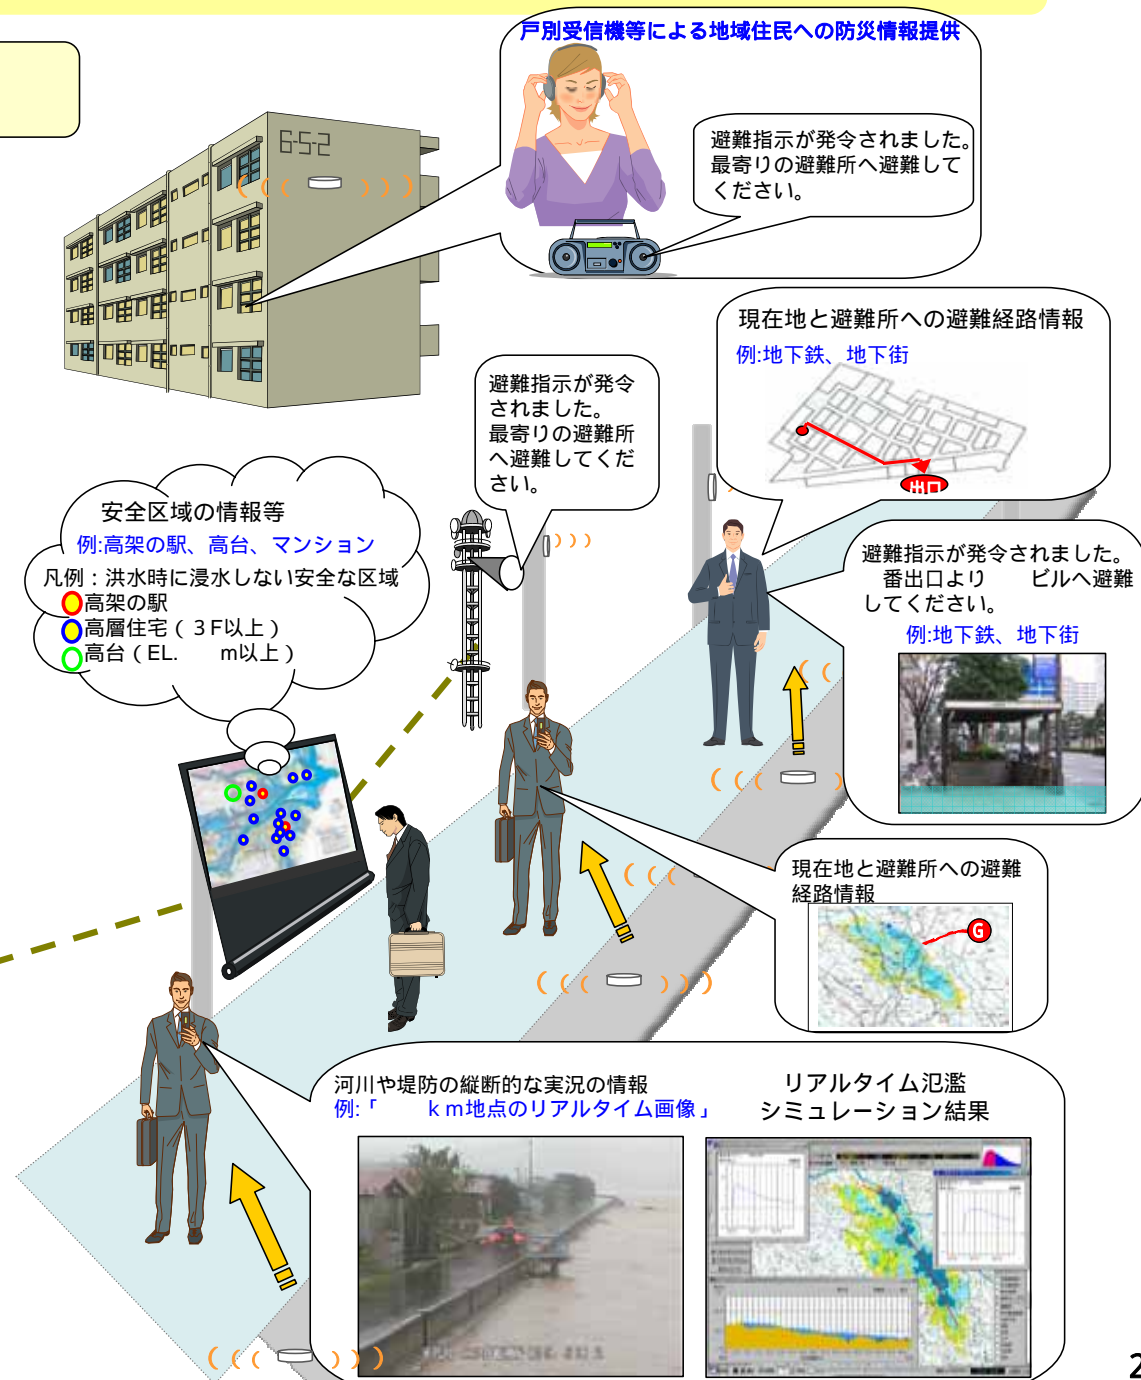 戸別受信機等による地域住民への防災情報提供
6-5-2
避難指示が発令されました。
最寄りの避難所へ避難して
ください。
現在地と避難所への避難経路情報
例:地下鉄、地下街
出口
避難指示が発令
されました。
最寄りの避難所
へ避難してくだ
さい。
安全区域の情報等
例:高架の駅、高台、マンション
凡例：洪水時に浸水しない安全な区域
高架の駅
高層住宅（３F以上）
高台（EL.　　m以上）
避難指示が発令されました。
　番出口より　　ビルへ避難
してください。
例:地下鉄、地下街
現在地と避難所への避難
経路情報
G
河川や堤防の縦断的な実況の情報
例:「　　ｋｍ地点のリアルタイム画像」
リアルタイム氾濫
シミュレーション結果
2